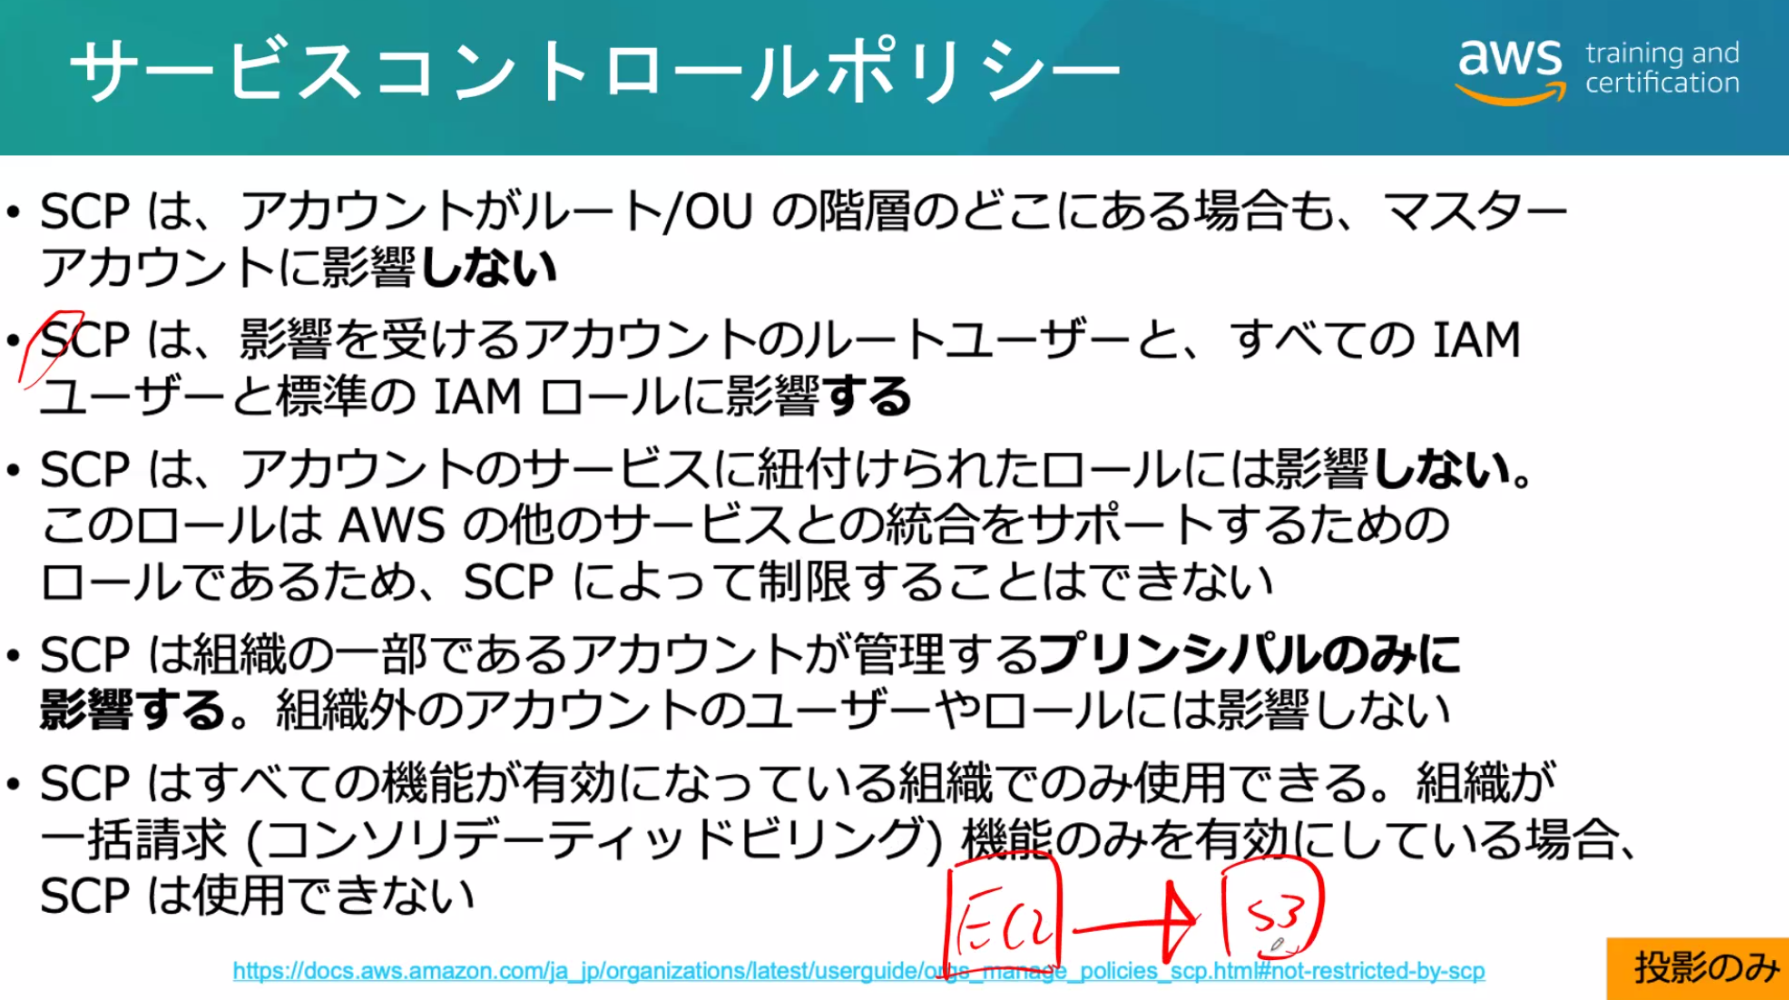 サービスコントロールポリシー
aws training and
certification
• SCP は、アカウントがルート/OU の階層のどこにある場合も、マスター
アカウントに影響しない
• SCP は、影響を受けるアカウントのルートユーザーと、すべての IAM
ユーザーと標準の IAM ロールに影響する
• SCP は、アカウントのサービスに紐付けられたロールには影響しない。
このロールは AWS の他のサービスとの統合をサポートするための
ロールであるため、SCP によって制限することはできない
• SCP は組織の一部であるアカウントが管理するプリンシパルのみに
影響する。組織外のアカウントのユーザーやロールには影響しない
• SCP はすべての機能が有効になっている組織でのみ使用できる。組織が
一括請求 (コンソリデーティッドビリング) 機能のみを有効にしている場合、
SCP は使用できない
EC2 S3
https://docs.aws.amazon.com/ja_jp/organizations/latest/userguide/orgs_manage_policies_scp.html#not-restricted-by-scp
投影のみ